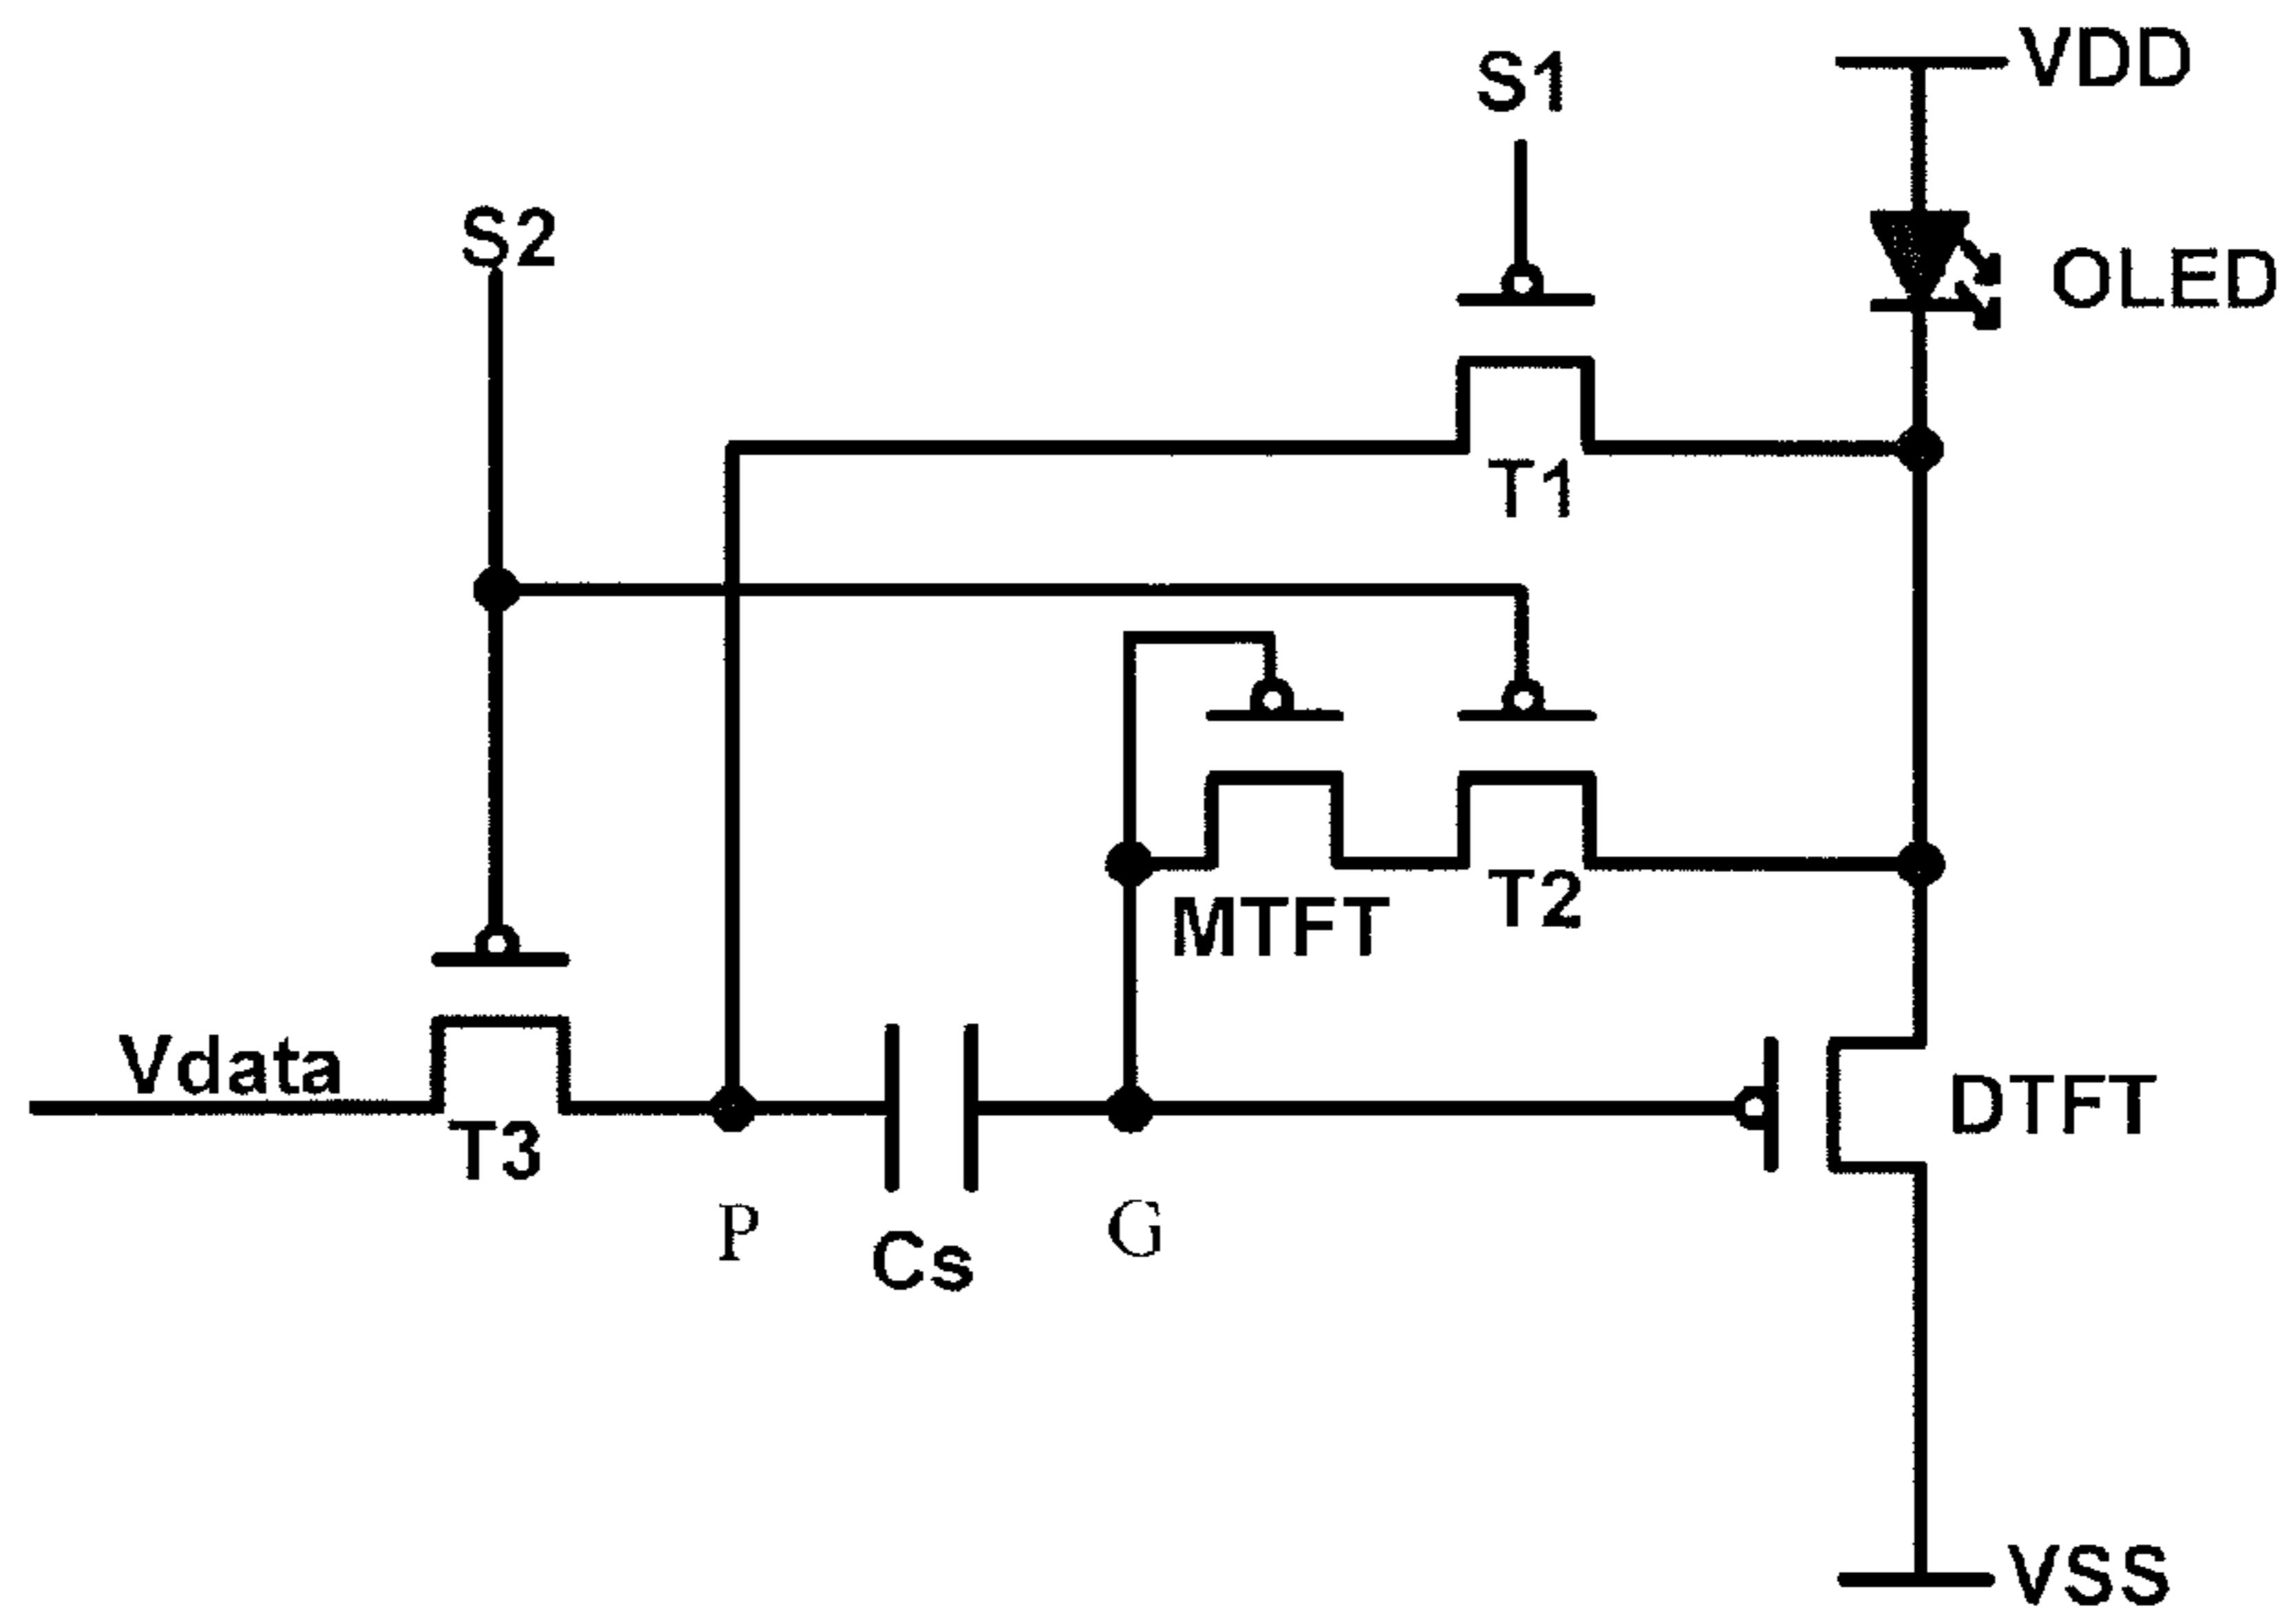 VDD
S1
S2
OLED
T1
MTFT
T2
Vdata
T3
DTFT
P
G
Cs
VSS